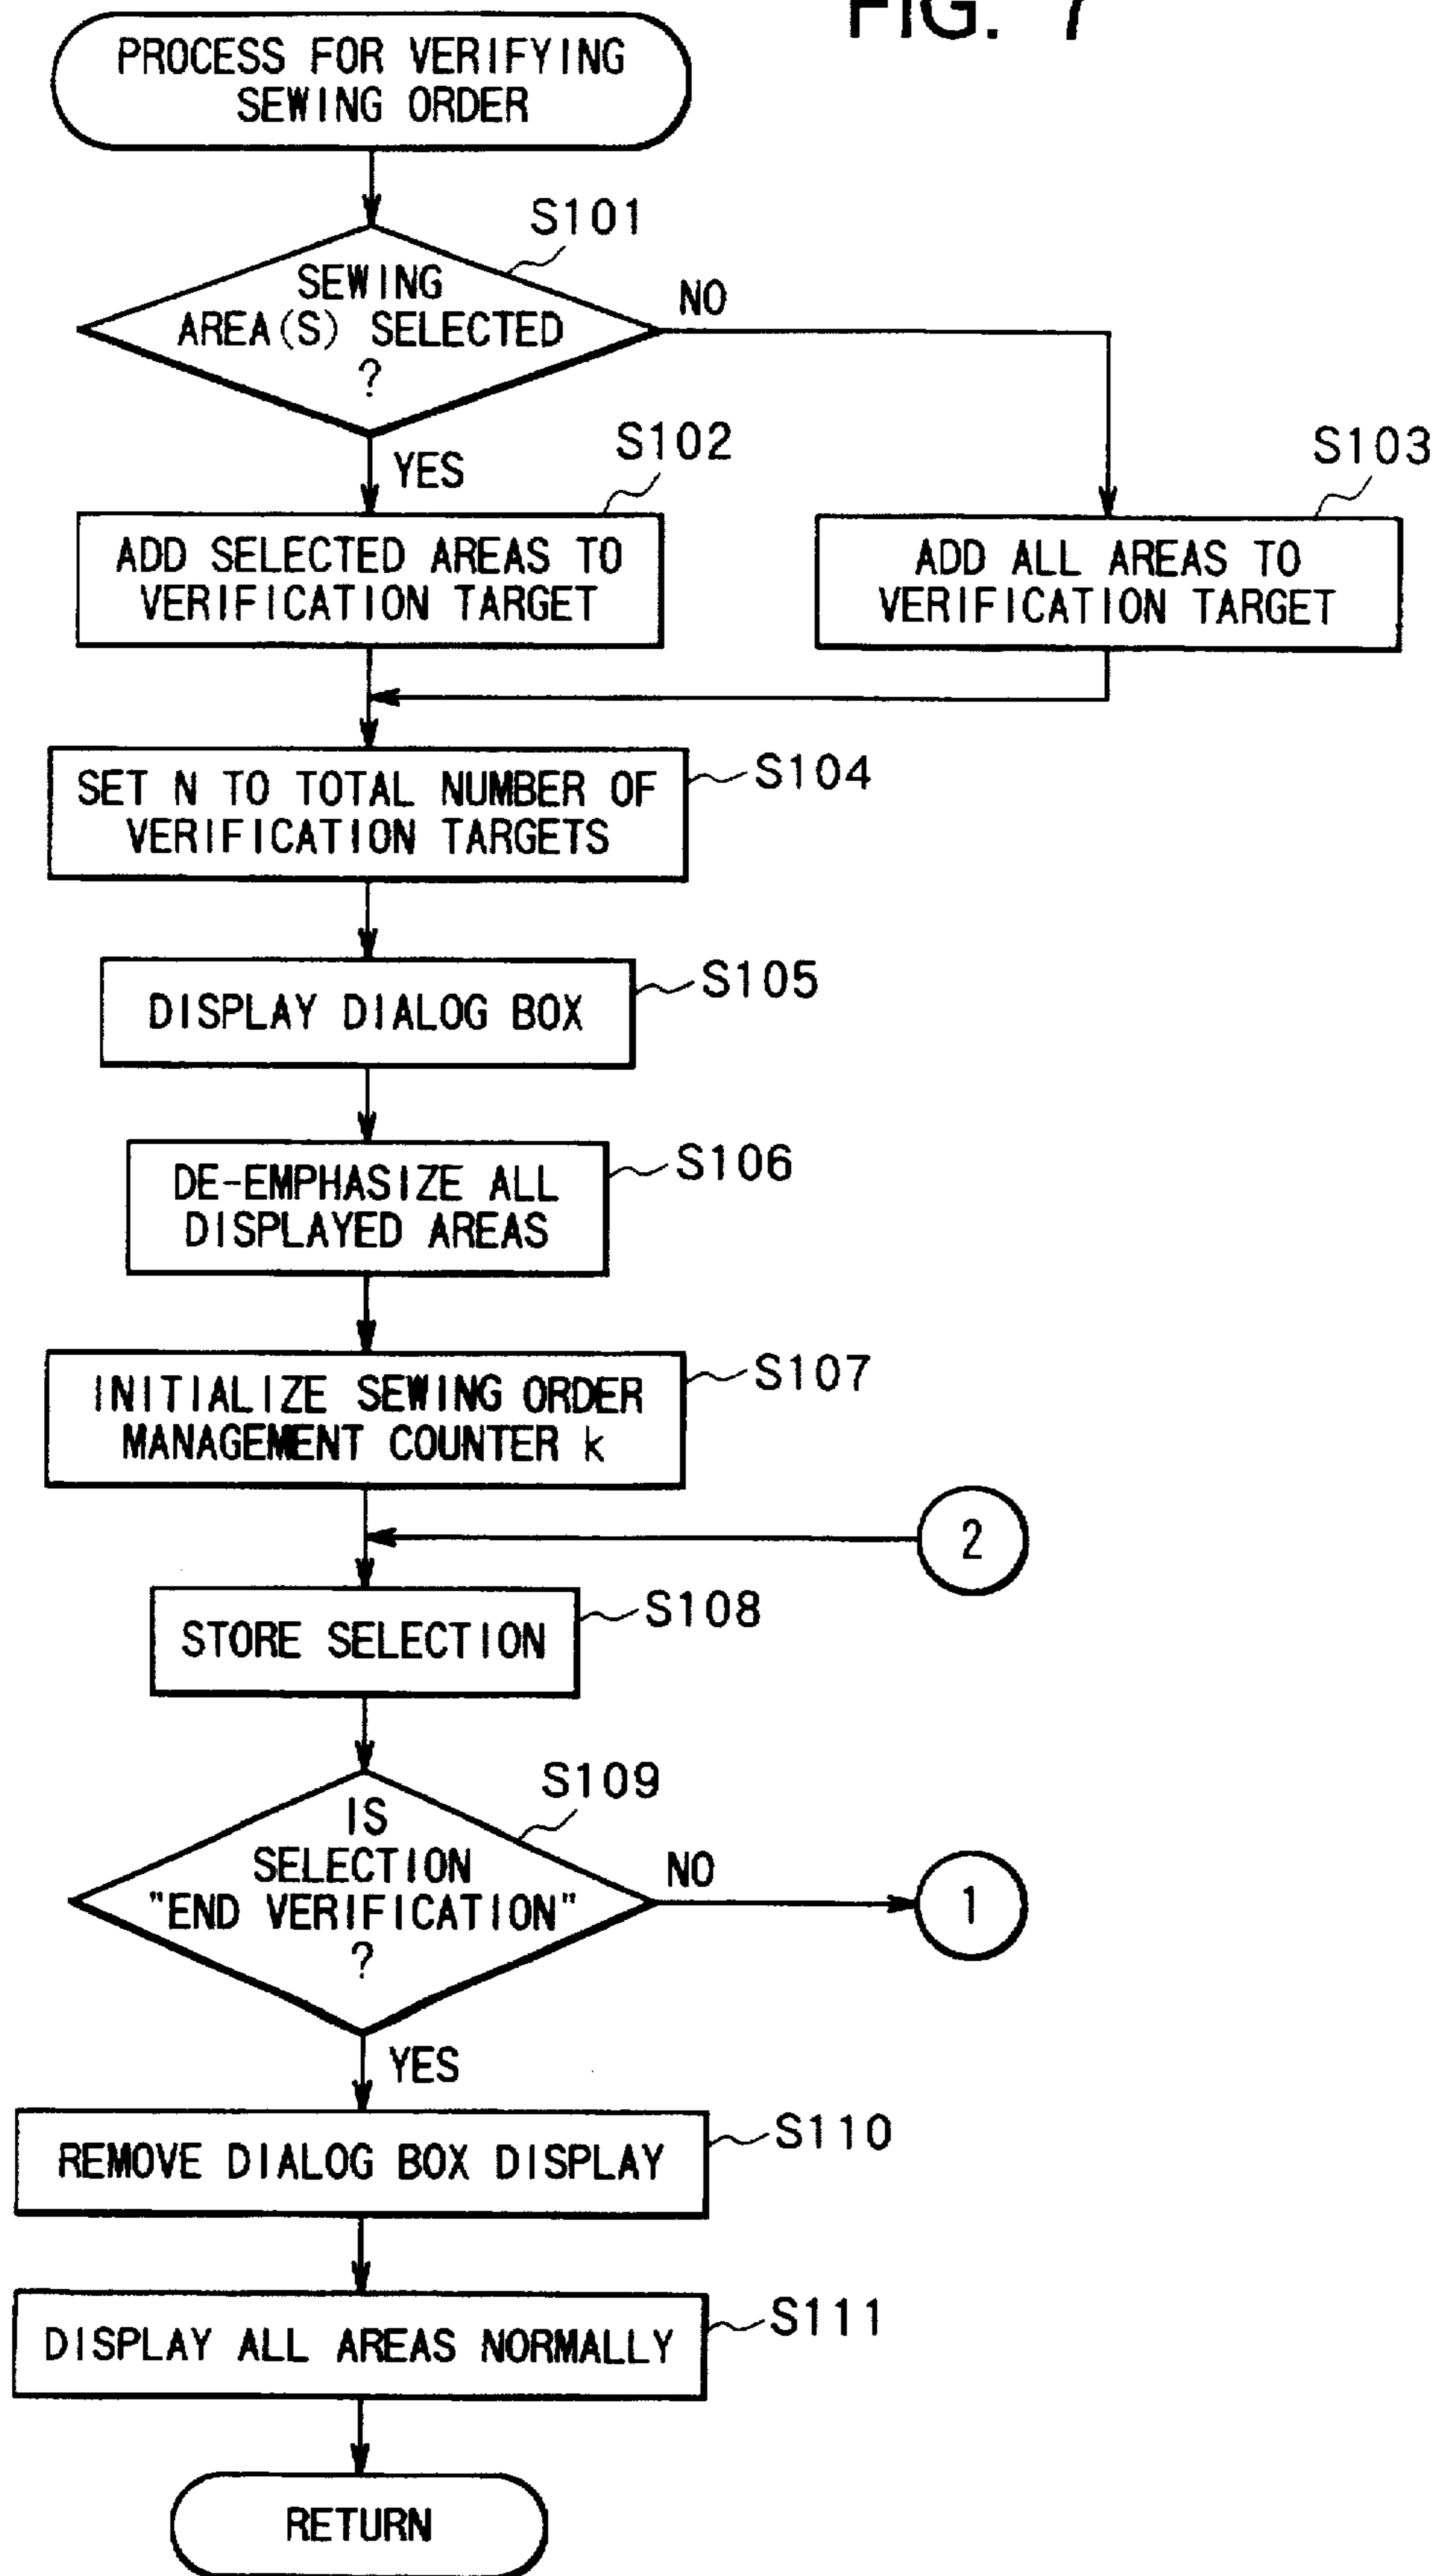 FIG. 7
PROCESS FOR VERIFYING
SEWING ORDER
S101
SEWING
AREA(S) SELECTED
?
NO
YES
S102
ADD SELECTED AREAS TO
VERIFICATION TARGET
S103
ADD ALL AREAS TO
VERIFICATION TARGET
S104
SET N TO TOTAL NUMBER OF
VERIFICATION TARGETS
S105
DISPLAY DIALOG BOX
S106
DE-EMPHASIZE ALL
DISPLAYED AREAS
S107
INITIALIZE SEWING ORDER
MANAGEMENT COUNTER k
2
S108
STORE SELECTION
S109
IS
SELECTION
"END VERIFICATION"
?
NO
1
YES
S110
REMOVE DIALOG BOX DISPLAY
S111
DISPLAY ALL AREAS NORMALLY
RETURN